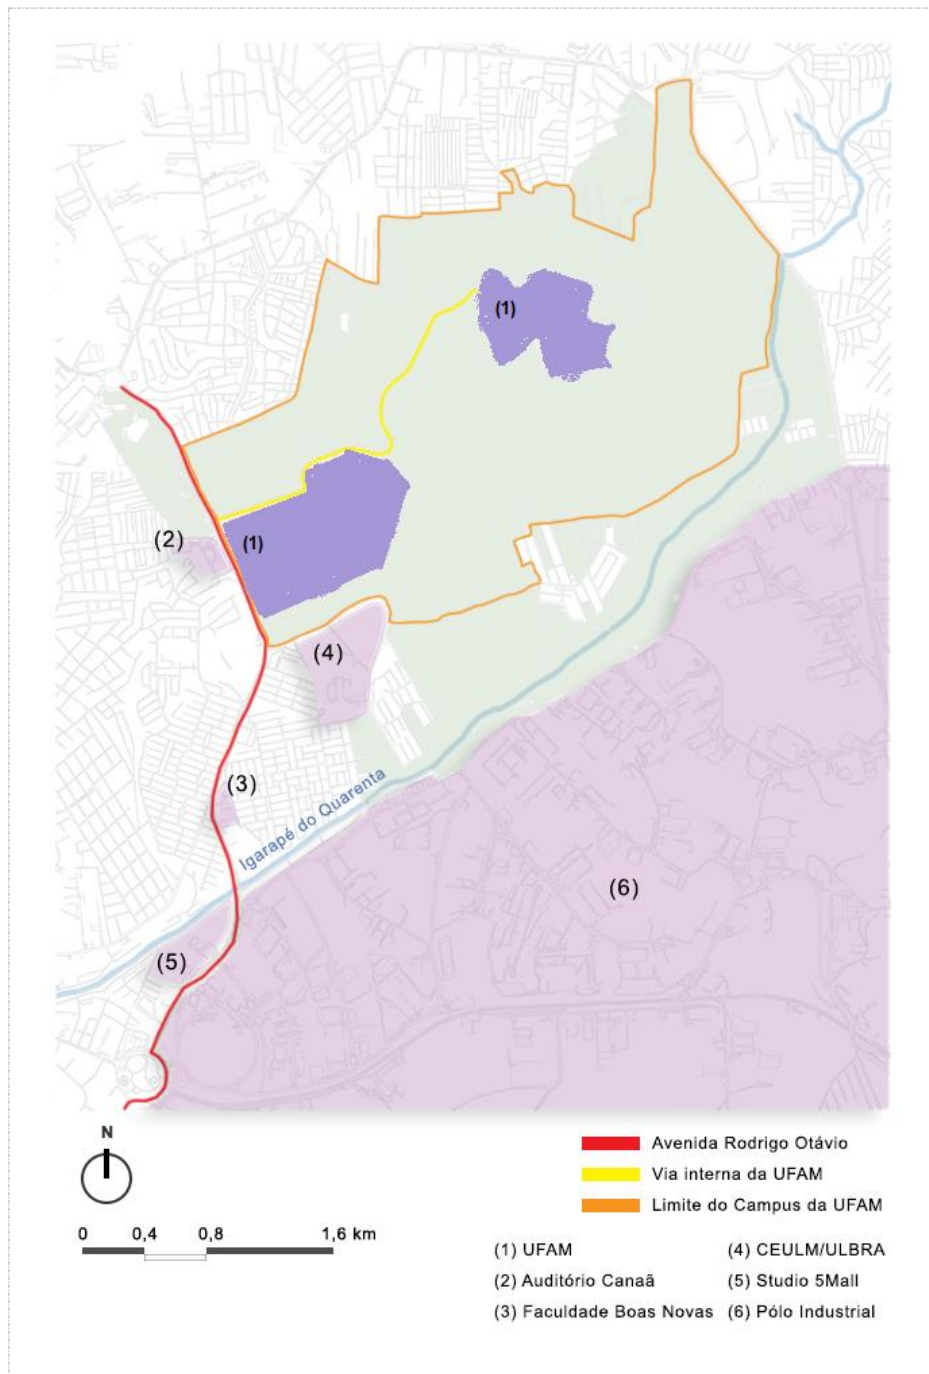 (1)
(1)
(2)
(4)
(3)
Igarapé do Quarenta
(6)
(5)
N
Avenida Rodrigo Otávio
Via interna da UFAM
Limite do Campus da UFAM
0 0,4 0,8 1,6 km
(1) UFAM (4) CEULM/ULBRA
(2) Auditório Canaã (5) Studio 5Mall
(3) Faculdade Boas Novas (6) Pólo Industrial